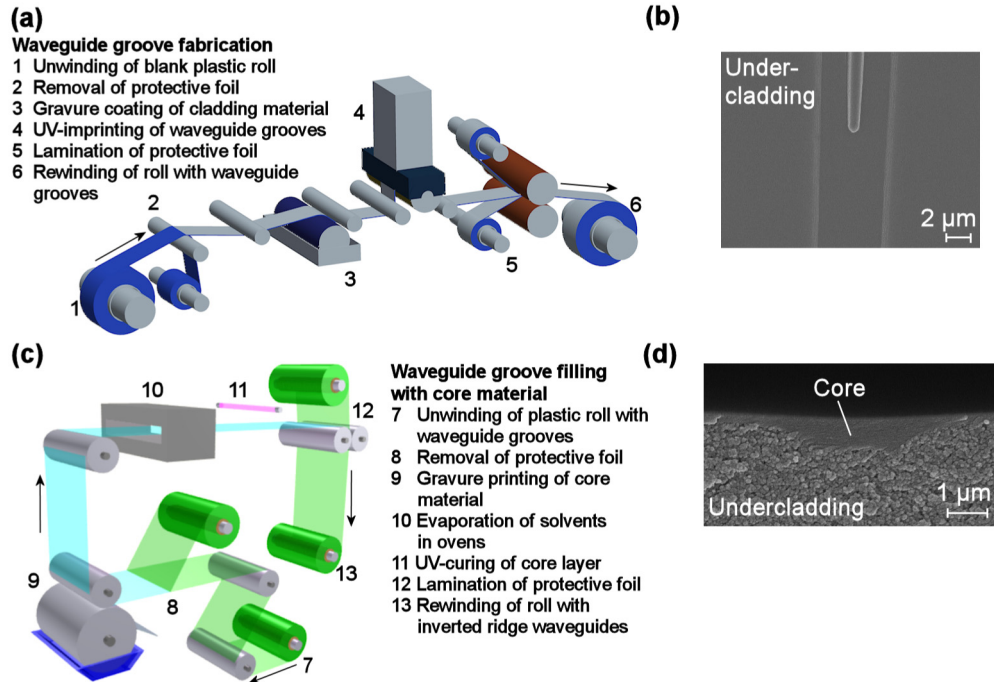 (a)
Waveguide groove fabrication
1 Unwinding of blank plastic roll
2 Removal of protective foil
3 Gravure coating of cladding material
4 UV-imprinting of waveguide grooves
5 Lamination of protective foil
6 Rewinding of roll with waveguide
grooves
1
2
3
4
5
6
(b)
Under-
cladding
2 µm
(c)
7
8
9
10
11
12
13
Waveguide groove filling
with core material
7 Unwinding of plastic roll with
waveguide grooves
8 Removal of protective foil
9 Gravure printing of core
material
10 Evaporation of solvents
in ovens
11 UV-curing of core layer
12 Lamination of protective foil
13 Rewinding of roll with
inverted ridge waveguides
(d)
Core
Undercladding
1 µm